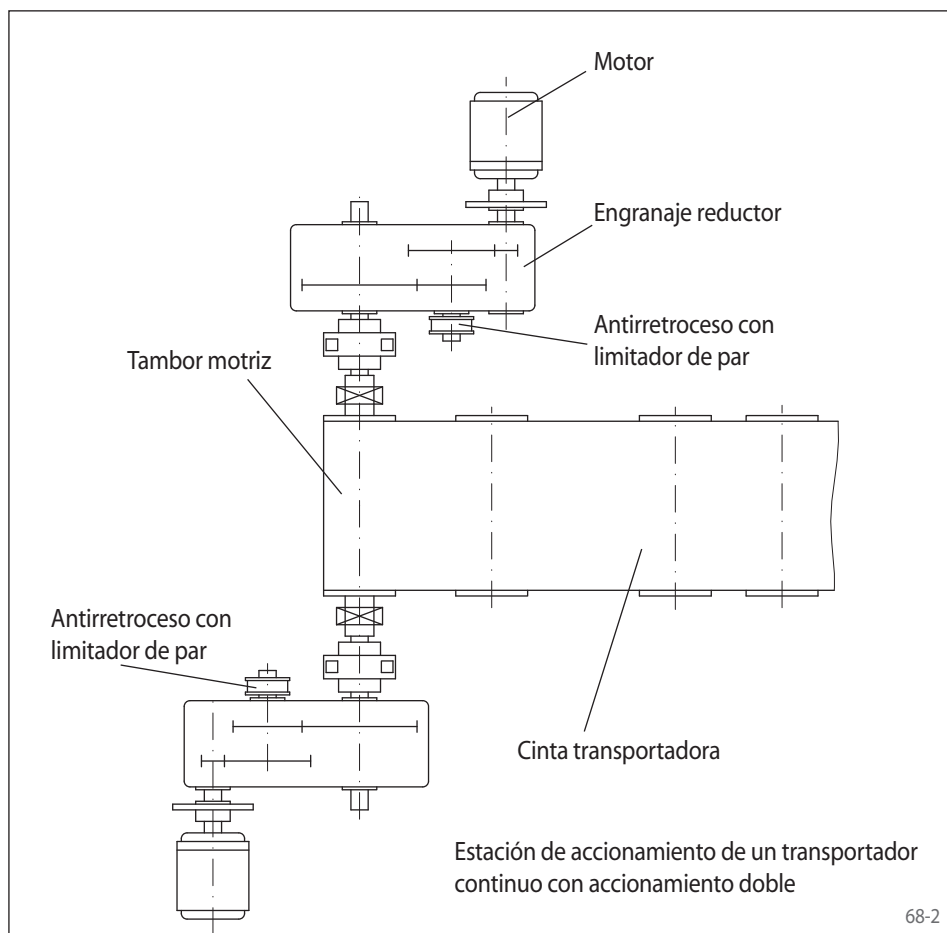 Motor
Engranaje reductor
Antirretroceso con
limitador de par
Tambor motriz
Antirretroceso con
limitador de par
Cinta transportadora
Estación de accionamiento de un transportador
continuo con accionamiento doble
68-2